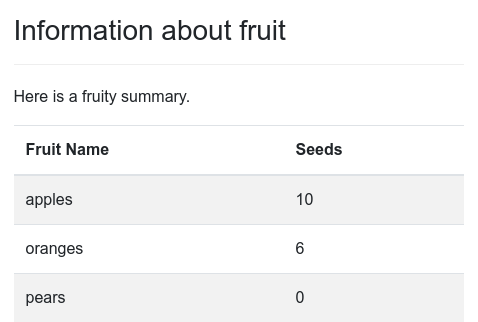 Information about fruit
Here is a fruity summary.
Fruit Name Seeds
apples 10
oranges 6
pears 0